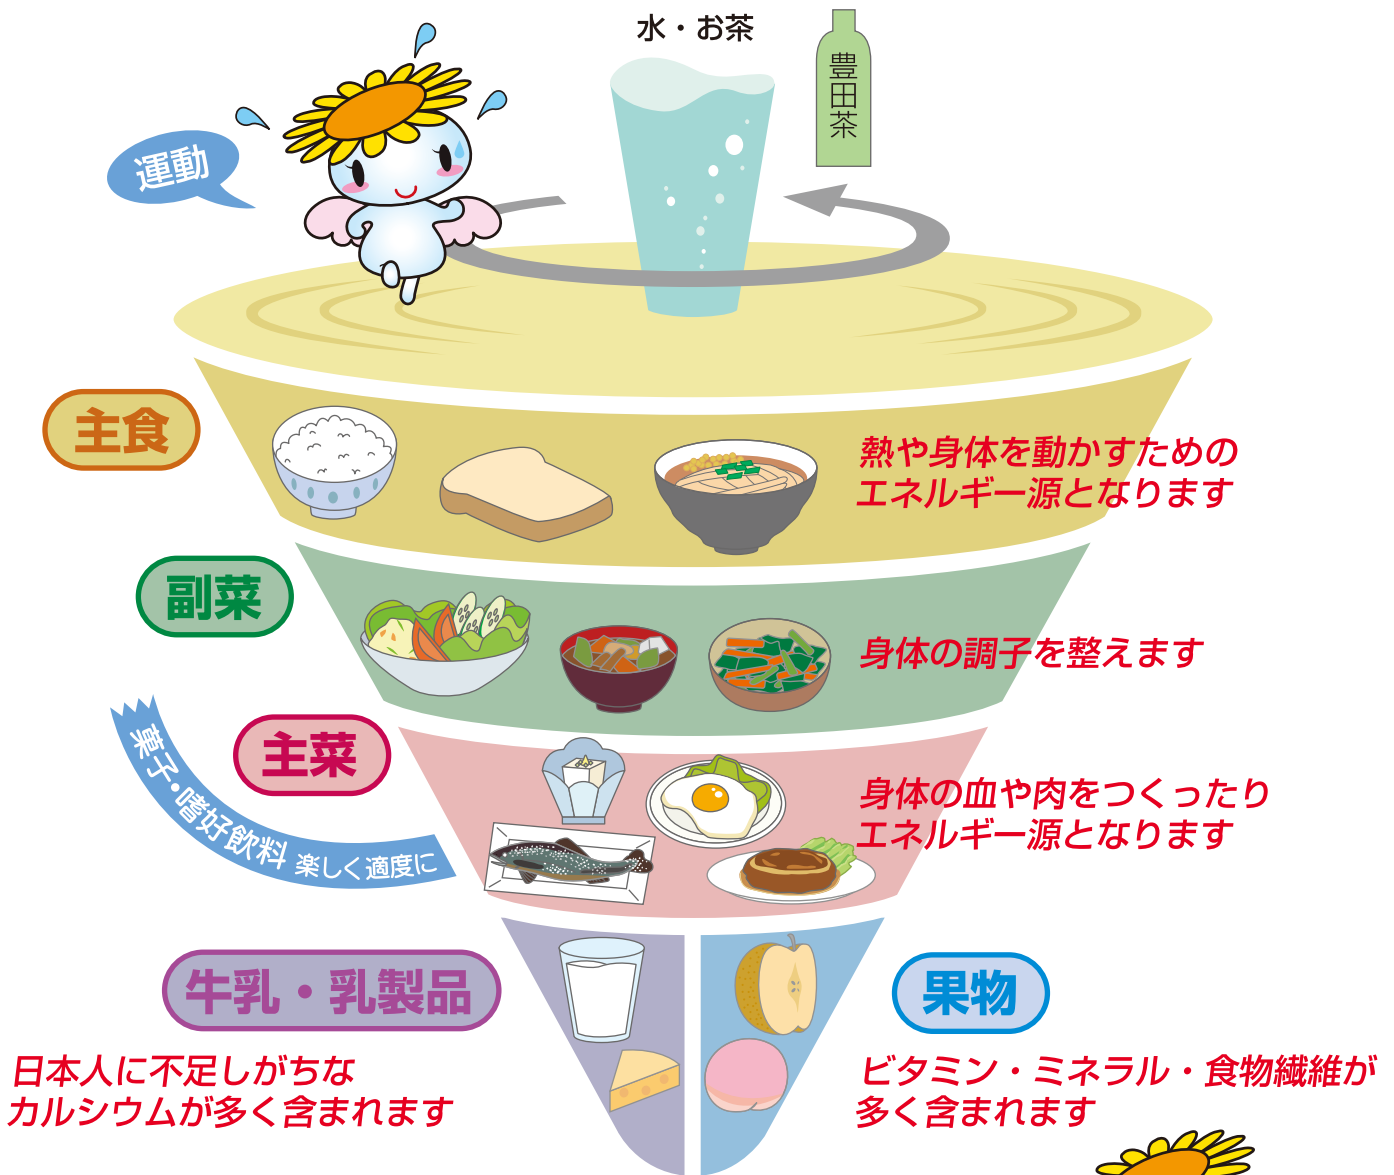 水・お茶
豊田茶
運動
主食
熱や身体を動かすための
エネルギー源となります
副菜
身体の調子を整えます
主菜
身体の血や肉をつくったり
エネルギー源となります
菓子・嗜好飲料 楽しく適度に
牛乳・乳製品
日本人に不足しがちな
カルシウムが多く含まれます
果物
ビタミン・ミネラル・食物繊維が
多く含まれます